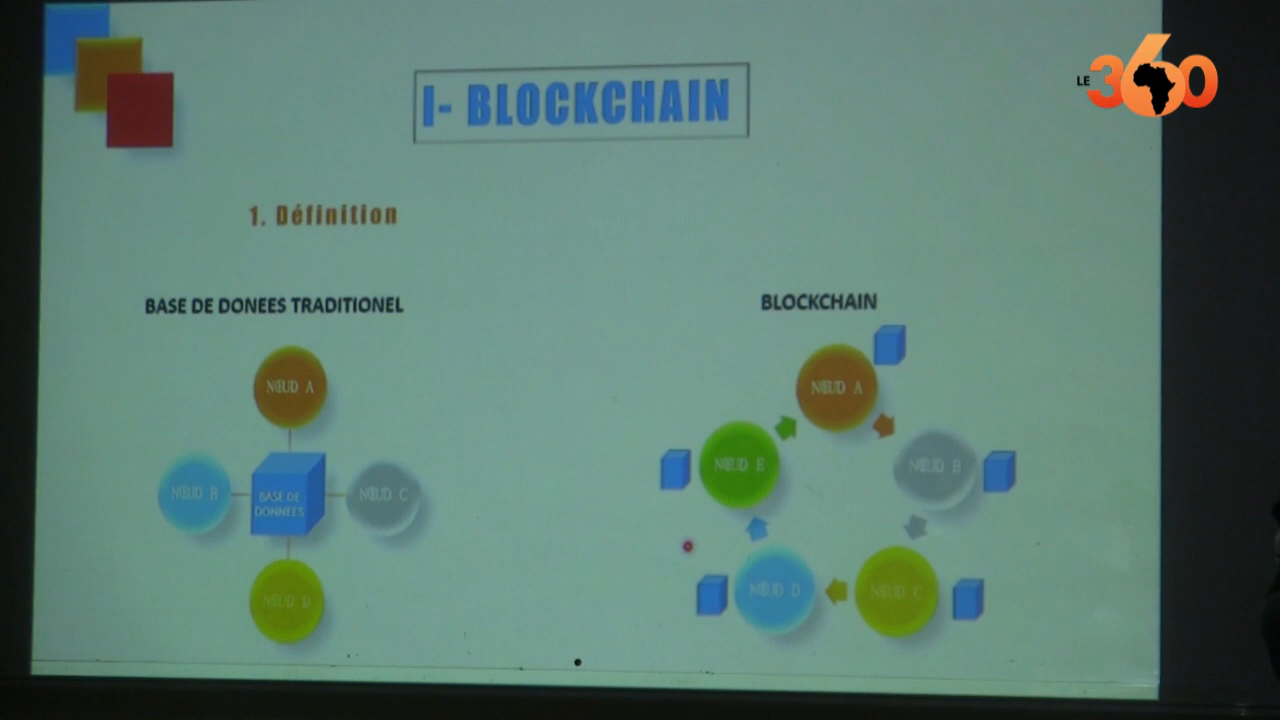 LE 360
I- BLOCKCHAIN
1. Définition
BASE DE DONEES TRADITIONEL
BLOCKCHAIN
NŒUD A
NŒUD B
BASE DE
DONNÉES
NŒUD C
NŒUD D
NŒUD A
NŒUD E
NŒUD B
NŒUD D
NŒUD C